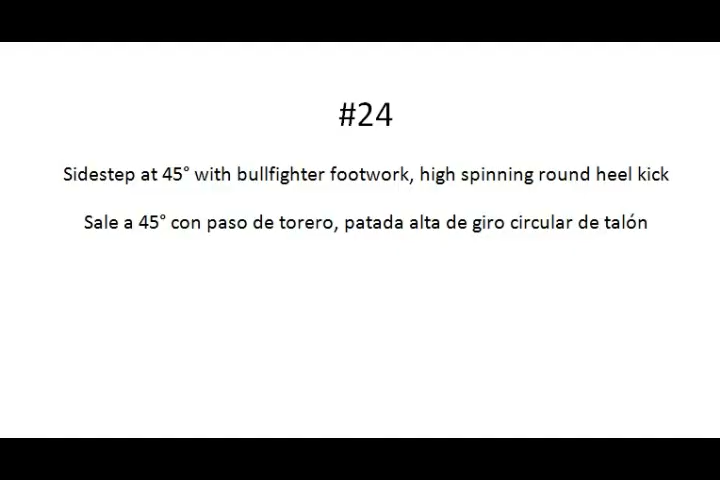 #24
Sidestep at 45° with bullfighter footwork, high spinning round heel kick
Sale a 45° con paso de torero, patada alta de giro circular de talón